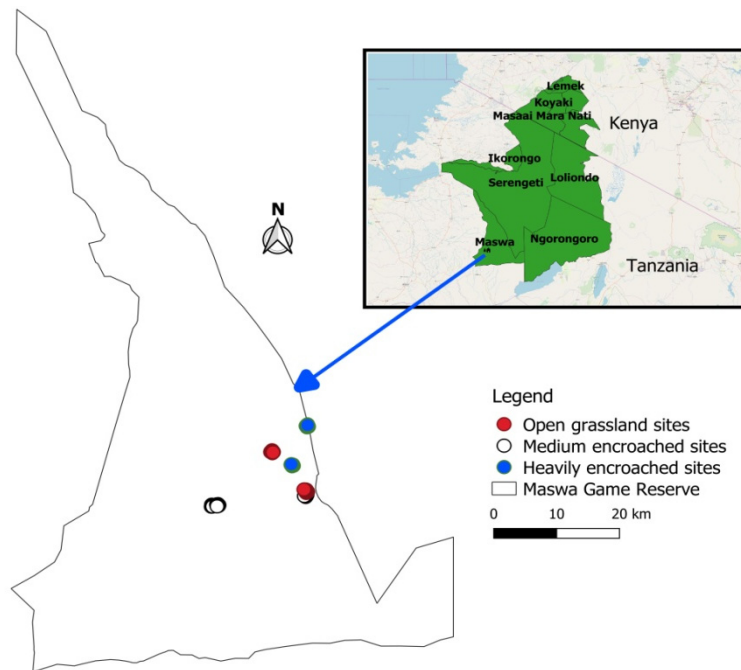 N
Lemek
Koyaki
Masaai Mara Nati
Kenya
Ikorongo
Serengeti
Loliondo
Maswa
Ngorongoro
Tanzania
Legend
Open grassland sites
Medium encroached sites
Heavily encroached sites
Maswa Game Reserve
0 10 20 km